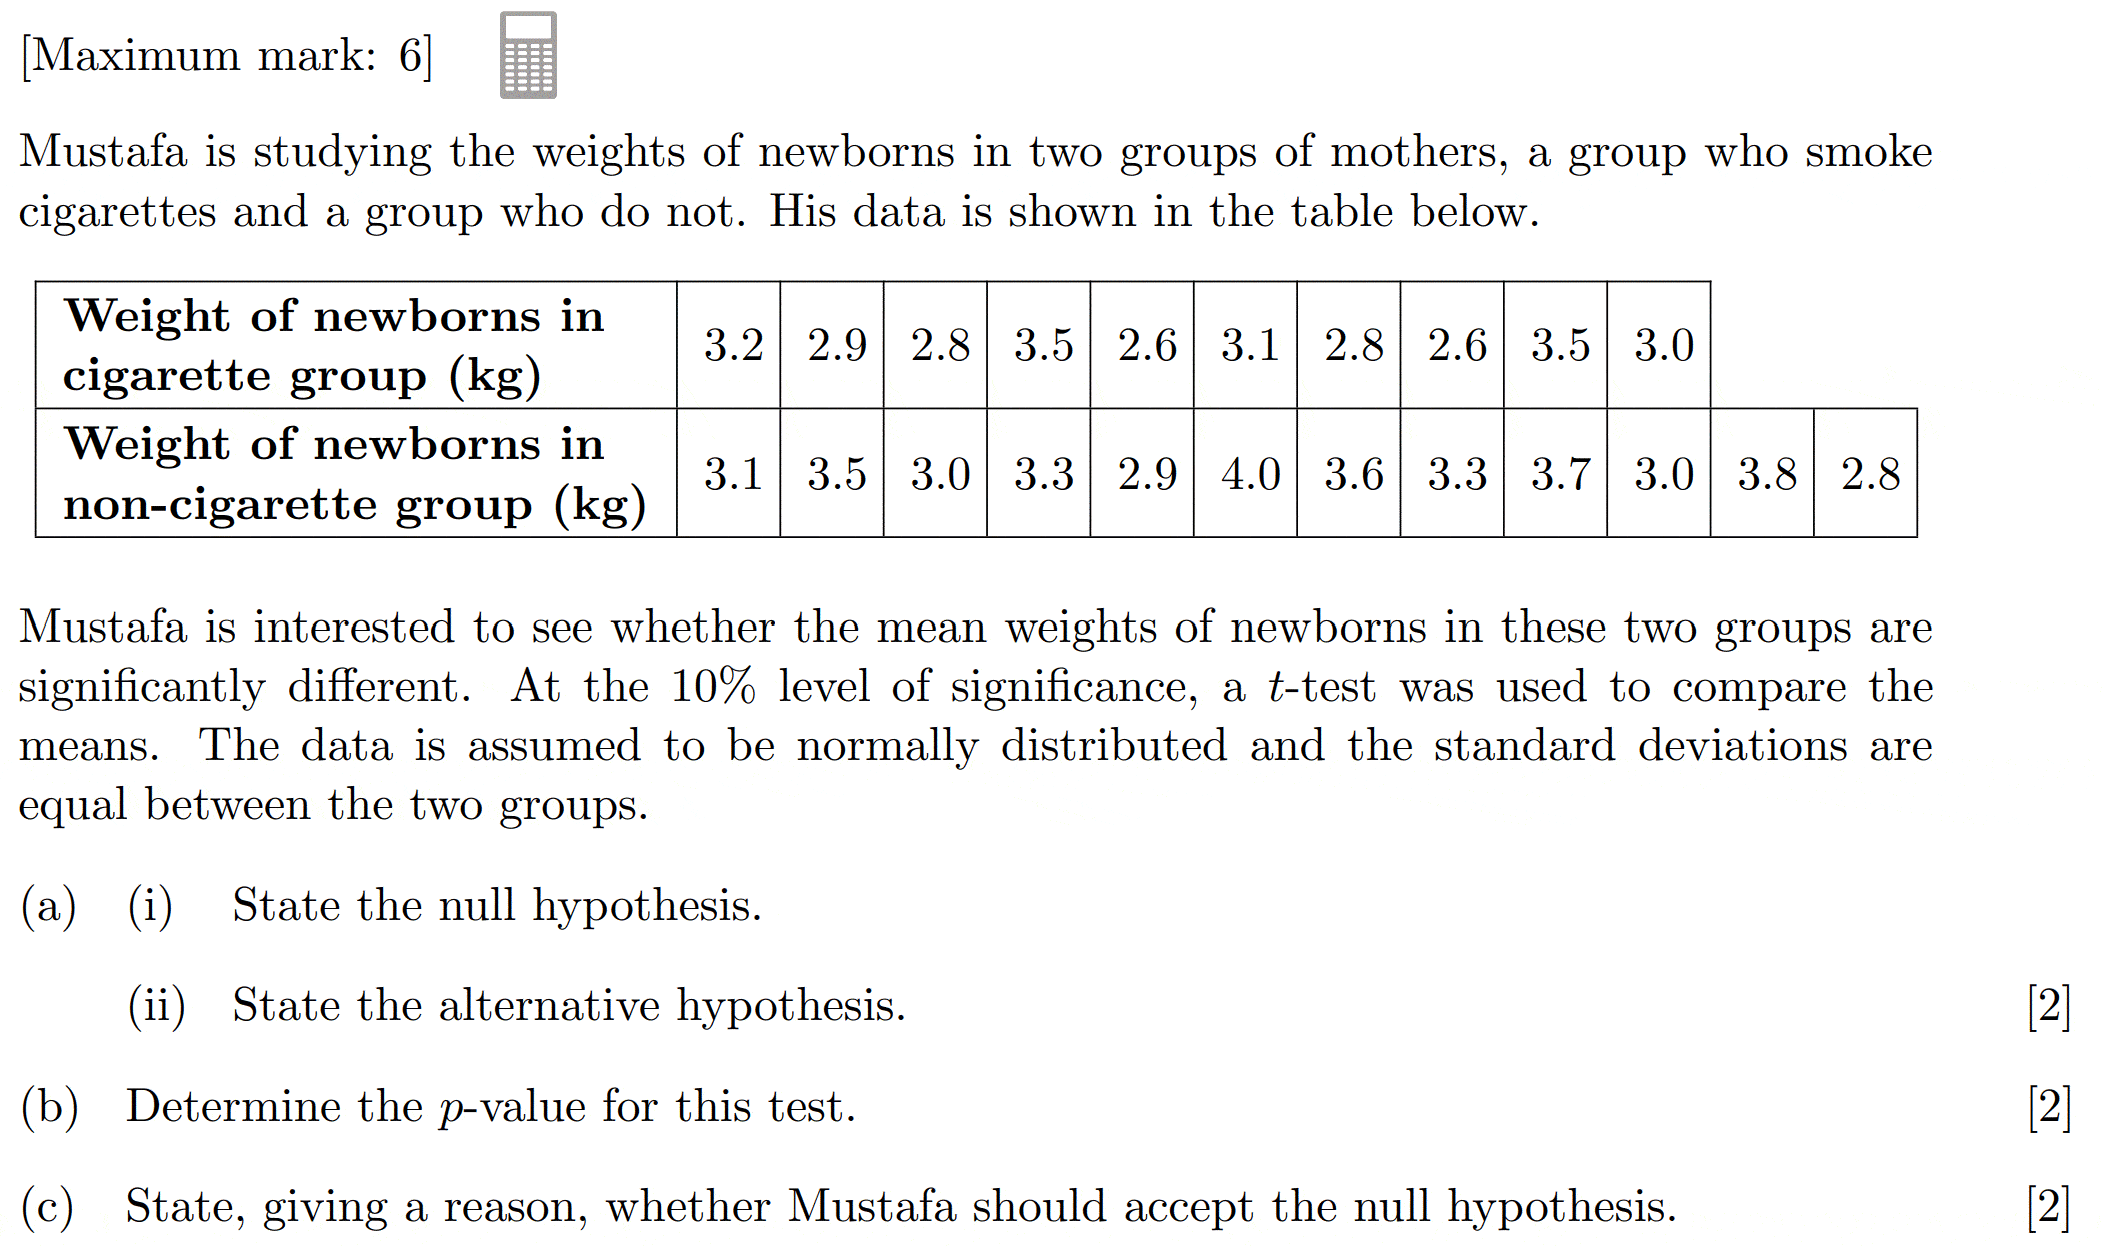 [Maximum mark: 6]
Mustafa is studying the weights of newborns in two groups of mothers, a group who smoke
cigarettes and a group who do not. His data is shown in the table below.
Weight of newborns in
cigarette group (kg) 3.2 2.9 2.8 3.5 2.6 3.1 2.8 2.6 3.5 3.0
Weight of newborns in
non-cigarette group (kg) 3.1 3.5 3.0 3.3 2.9 4.0 3.6 3.3 3.7 3.0 3.8 2.8
Mustafa is interested to see whether the mean weights of newborns in these two groups are
significantly different. At the 10% level of significance, a t-test was used to compare the
means. The data is assumed to be normally distributed and the standard deviations are
equal between the two groups.
(a) (i) State the null hypothesis.
(ii) State the alternative hypothesis. [2]
(b) Determine the p-value for this test. [2]
(c) State, giving a reason, whether Mustafa should accept the null hypothesis. [2]